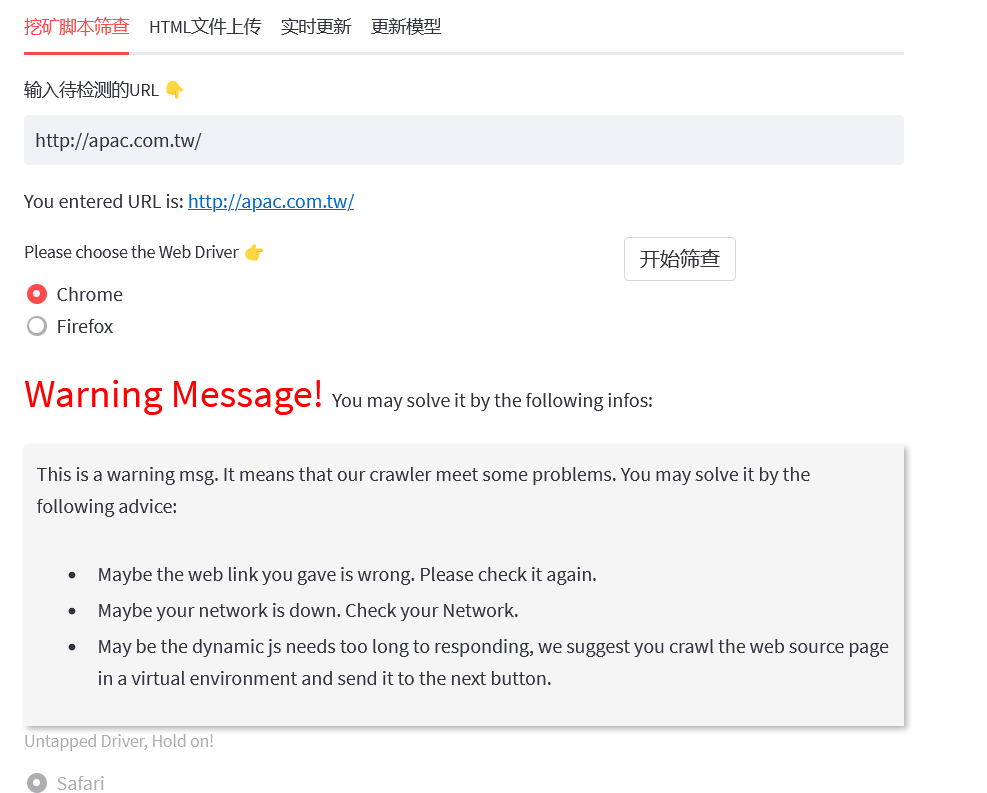 挖矿脚本筛查 HTML文件上传 实时更新 更新模型
输入待检测的URL 👇
http://apac.com.tw/
You entered URL is: http://apac.com.tw/
Please choose the Web Driver 👉
开始筛查
Chrome
Firefox
Warning Message! You may solve it by the following infos:
This is a warning msg. It means that our crawler meet some problems. You may solve it by the
following advice:
• Maybe the web link you gave is wrong. Please check it again.
• Maybe your network is down. Check your Network.
• May be the dynamic js needs too long to responding, we suggest you crawl the web source page
in a virtual environment and send it to the next button.
Untapped Driver, Hold on!
Safari